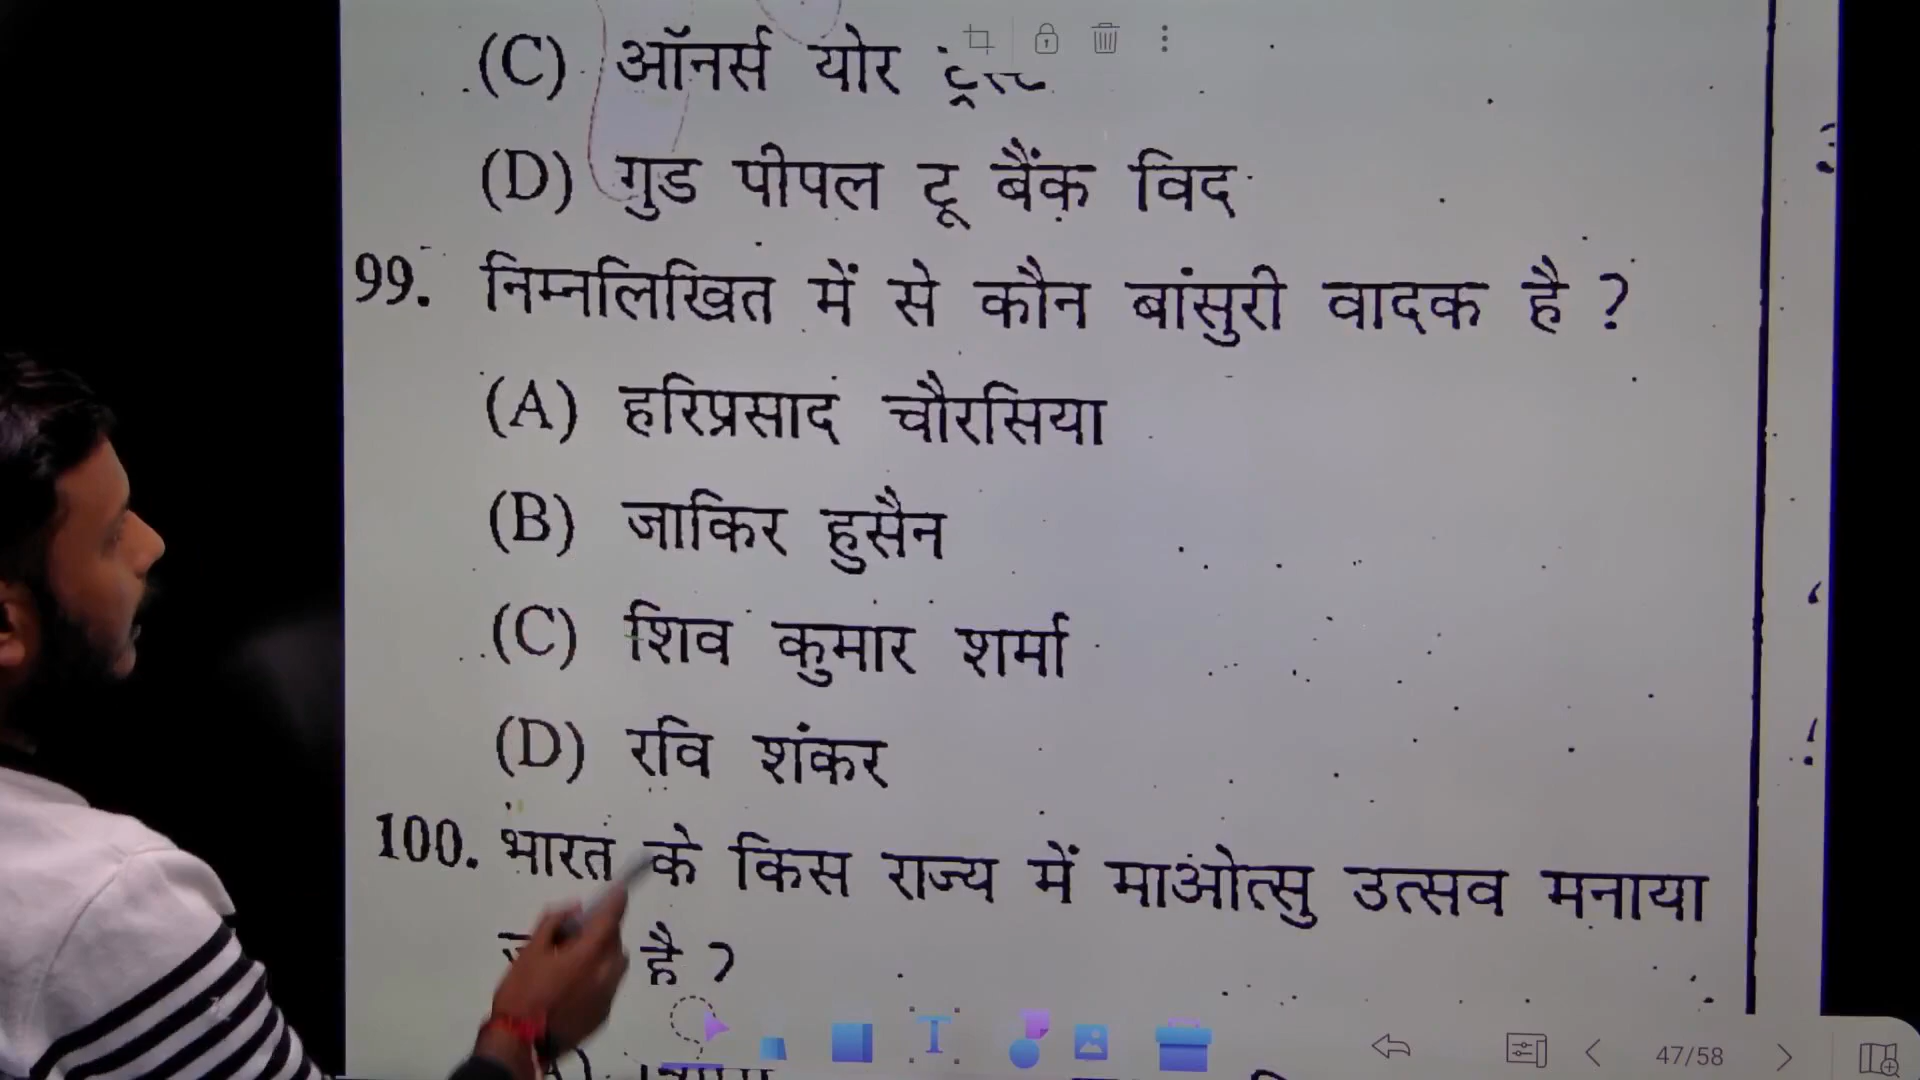 (C) ऑनर्स योर
(D) गुड पीपल टू बैंक विद
99. निम्नलिखित में से कौन बांसुरी वादक है ?
(A) हरिप्रसाद चौरसिया
(B) जाकिर हुसैन
(C) शिव कुमार शर्मा
(D) रवि शंकर
100. भारत के किस राज्य में माओत्सु उत्सव मनाया
है ?
47/58